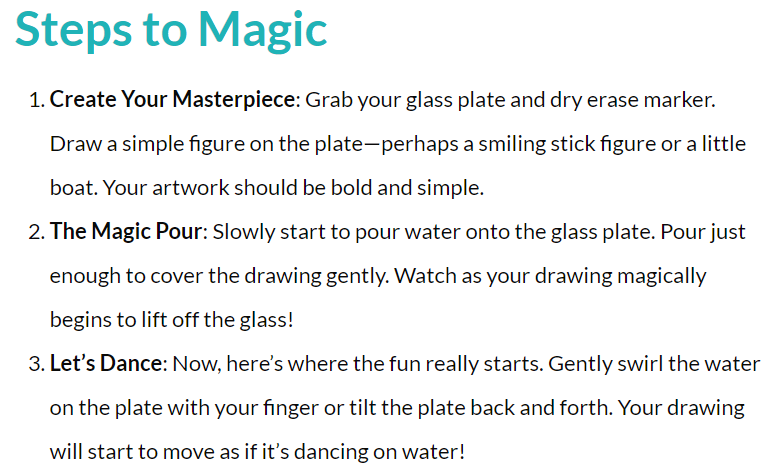 Steps to Magic
1. Create Your Masterpiece: Grab your glass plate and dry erase marker.
Draw a simple figure on the plate—perhaps a smiling stick figure or a little
boat. Your artwork should be bold and simple.
2. The Magic Pour: Slowly start to pour water onto the glass plate. Pour just
enough to cover the drawing gently. Watch as your drawing magically
begins to lift off the glass!
3. Let’s Dance: Now, here’s where the fun really starts. Gently swirl the water
on the plate with your finger or tilt the plate back and forth. Your drawing
will start to move as if it’s dancing on water!